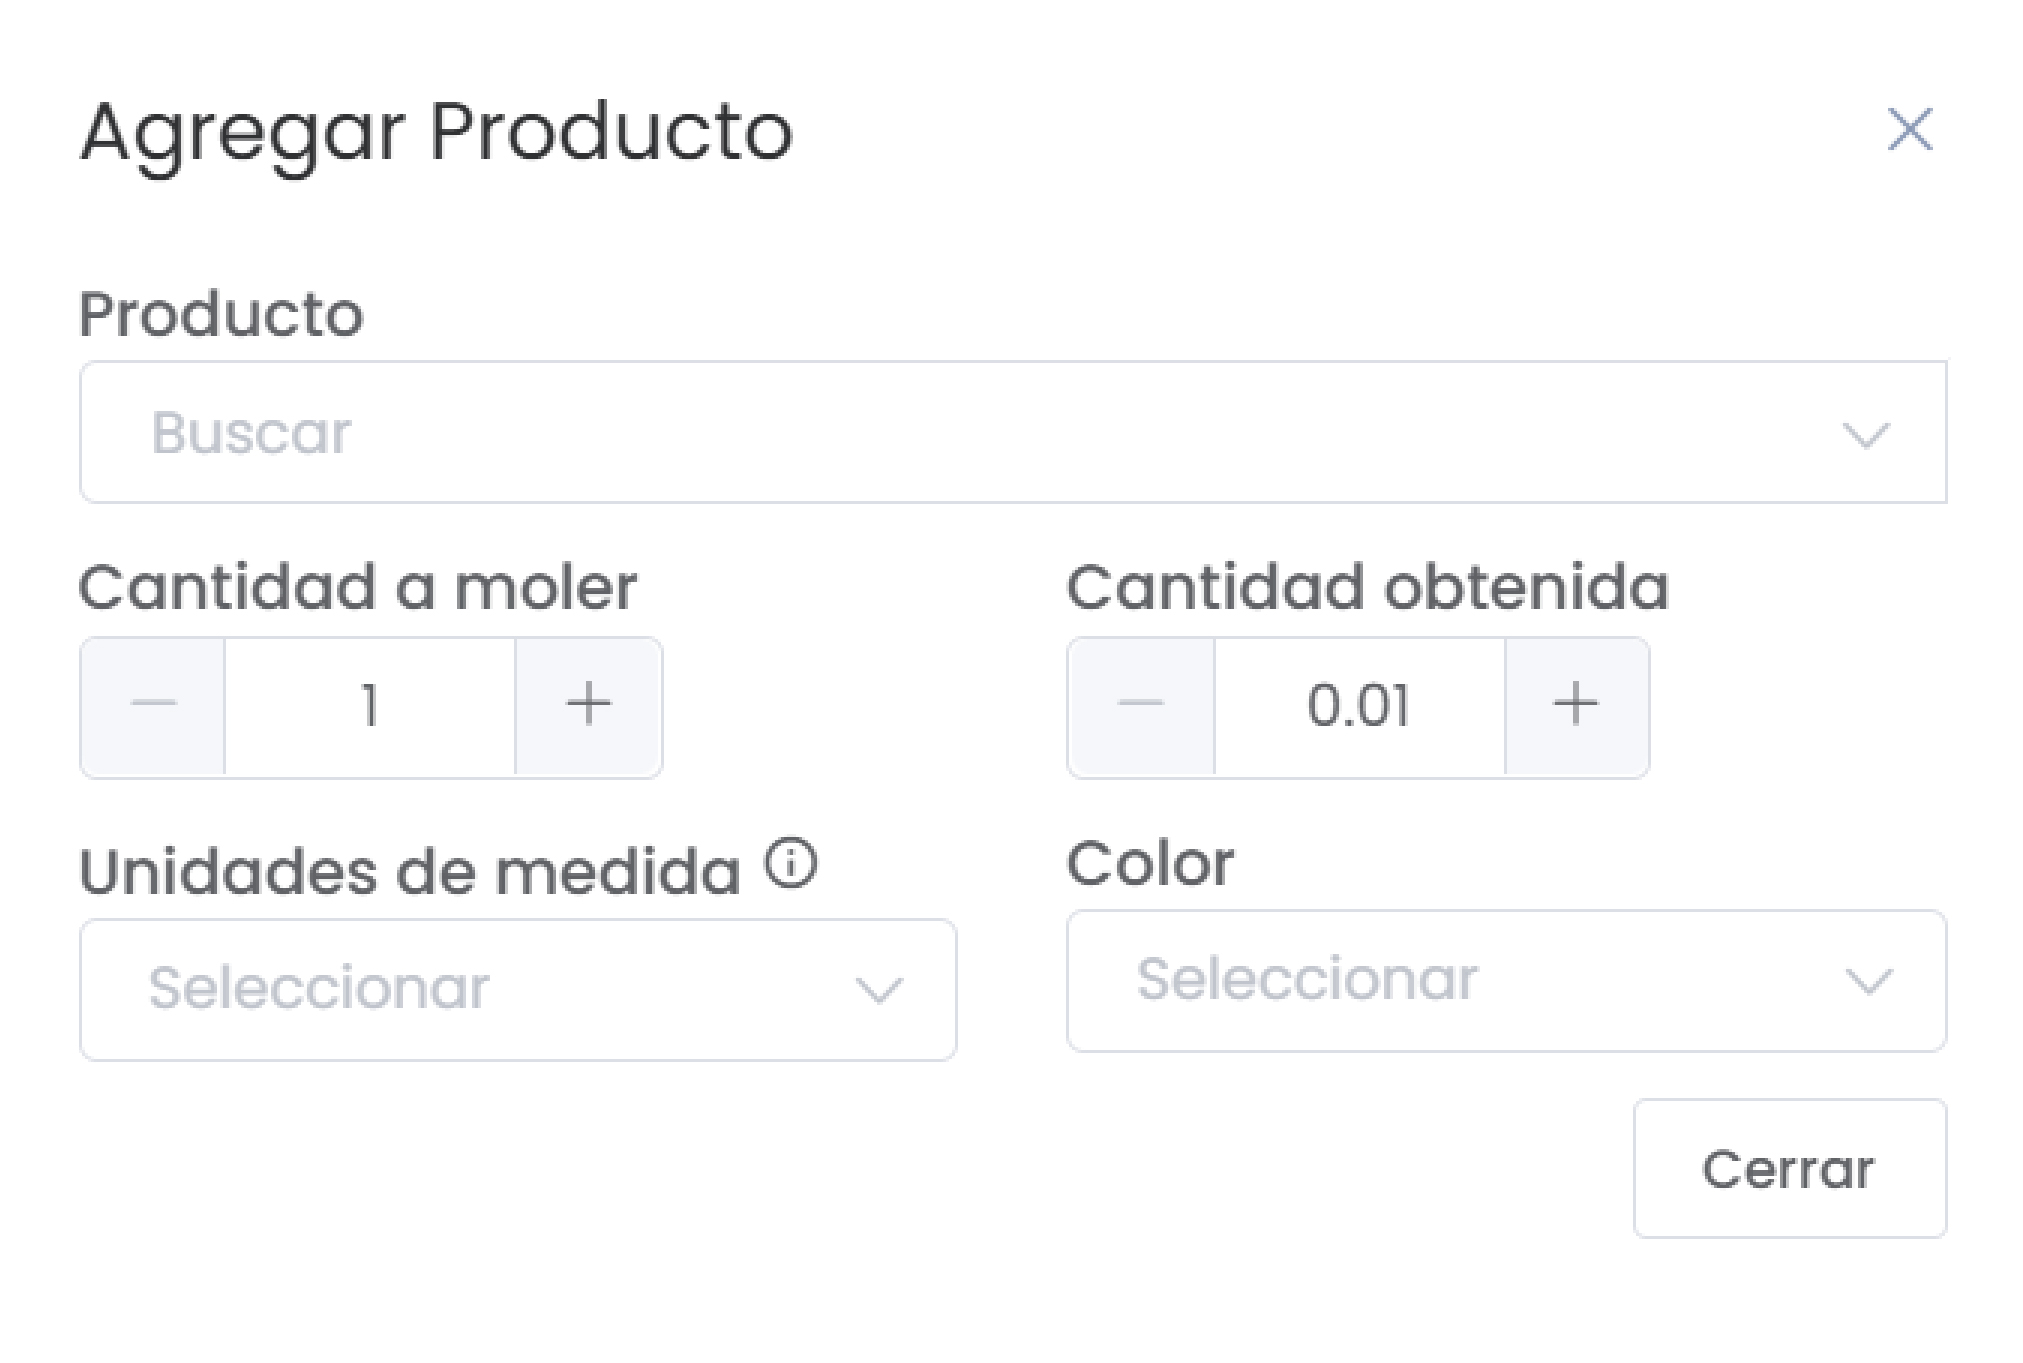 Agregar Producto
Producto
Buscar
Cantidad a moler
Cantidad obtenida
1
0.01
Unidades de medida
Color
Seleccionar
Seleccionar
Cerrar